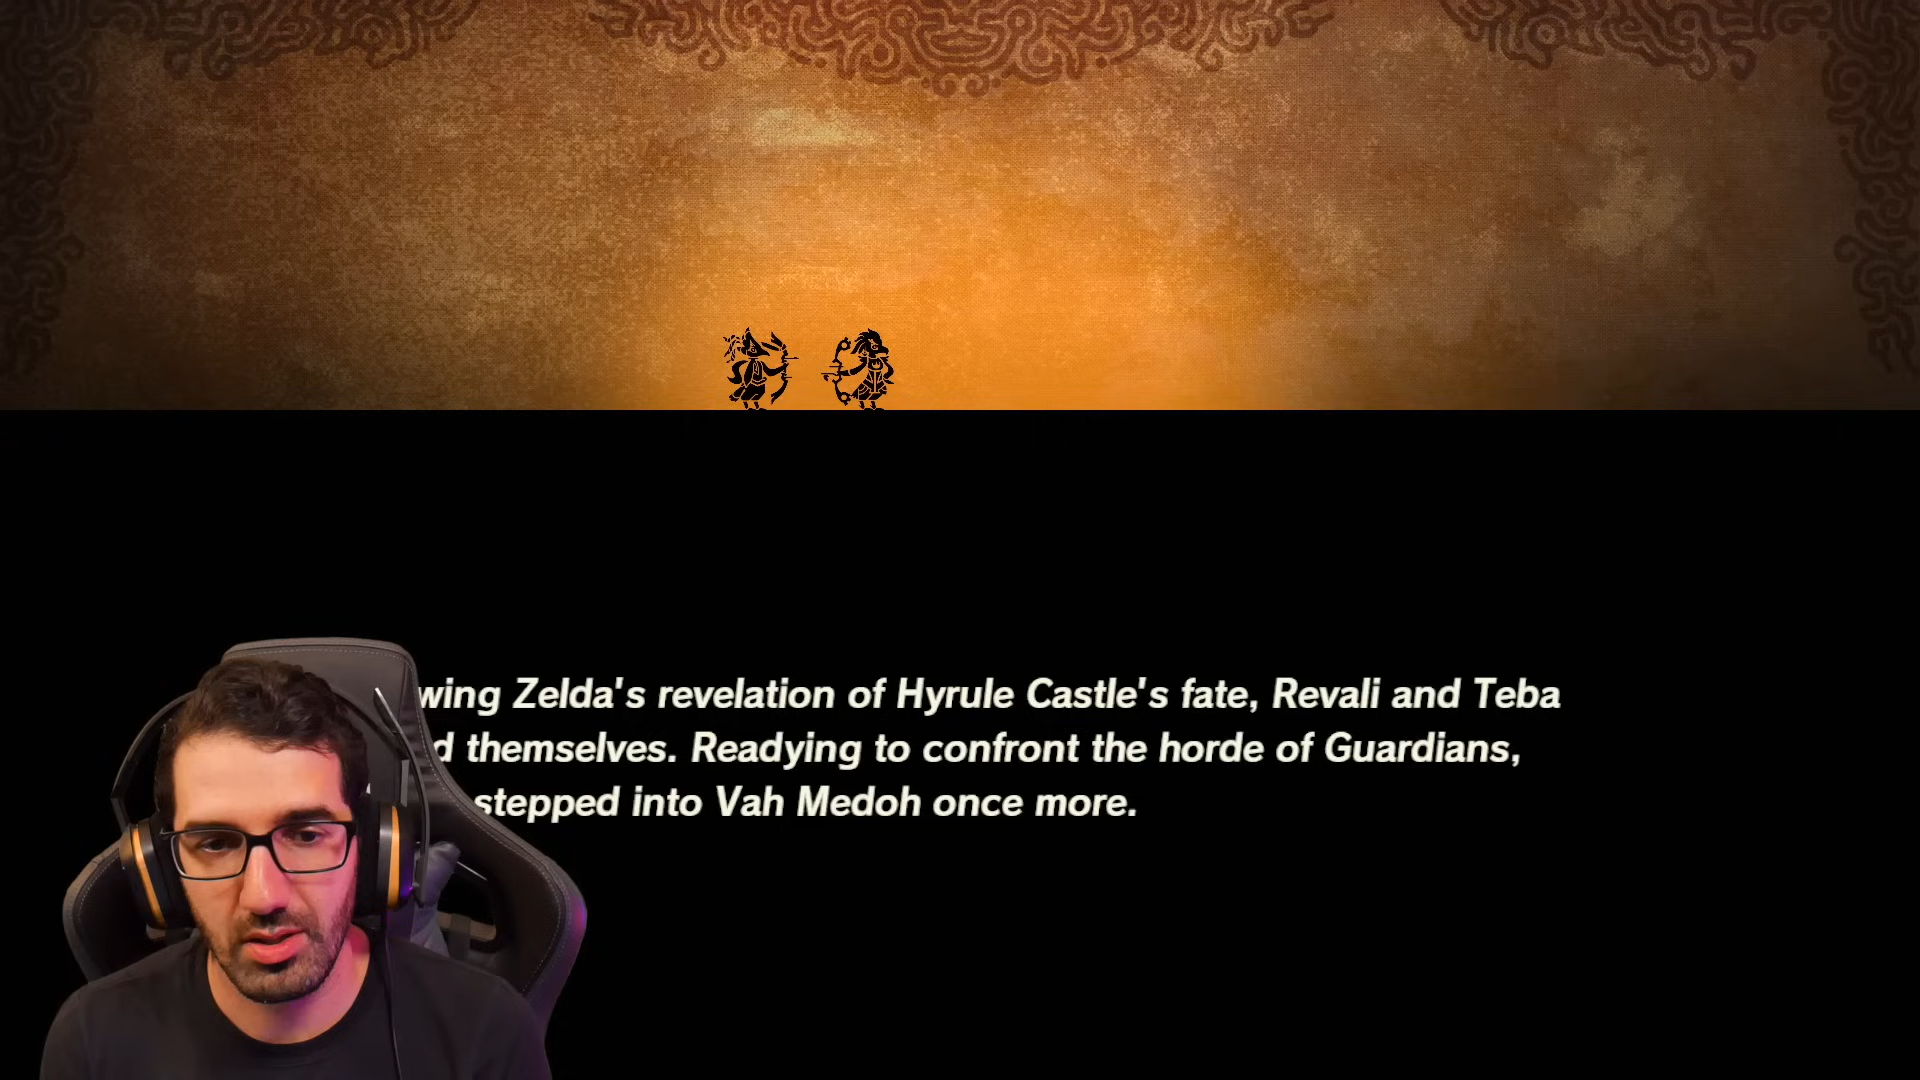 wing Zelda's revelation of Hyrule Castle's fate, Revali and Teba
d themselves. Readying to confront the horde of Guardians,
stepped into Vah Medoh once more.